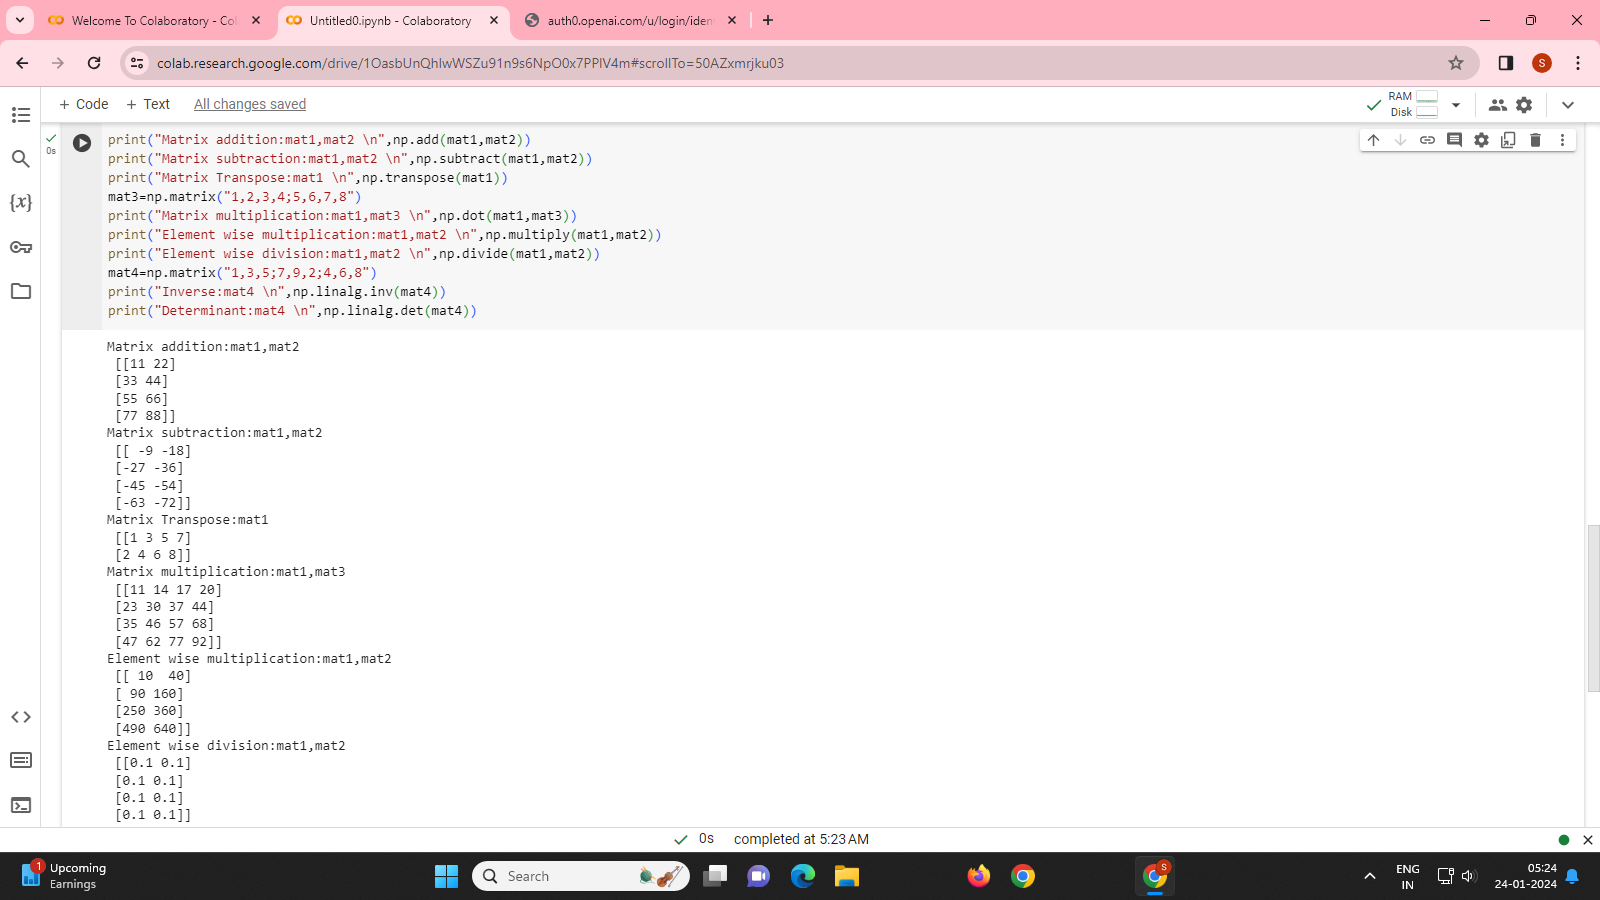 Welcome To Colaboratory - Col
Untitled0.ipynb - Colaboratory
auth0.openai.com/u/login/iden
colab.research.google.com/drive/1OasbUnQhIwWSZu91n9s6NpO0x7PPIV4m#scrollTo=50AZxmrjku03
S
+ Code + Text All changes saved
RAM
Disk
0s
print("Matrix addition:mat1,mat2 \n",np.add(mat1,mat2))
print("Matrix subtraction:mat1,mat2 \n",np.subtract(mat1,mat2))
print("Matrix Transpose:mat1 \n",np.transpose(mat1))
mat3=np.matrix("1,2,3,4;5,6,7,8")
print("Matrix multiplication:mat1,mat3 \n",np.dot(mat1,mat3))
print("Element wise multiplication:mat1,mat2 \n",np.multiply(mat1,mat2))
print("Element wise division:mat1,mat2 \n",np.divide(mat1,mat2))
mat4=np.matrix("1,3,5;7,9,2;4,6,8")
print("Inverse:mat4 \n",np.linalg.inv(mat4))
print("Determinant:mat4 \n",np.linalg.det(mat4))
Matrix addition:mat1,mat2
[[11 22]
[33 44]
[55 66]
[77 88]]
Matrix subtraction:mat1,mat2
[[ -9 -18]
[-27 -36]
[-45 -54]
[-63 -72]]
Matrix Transpose:mat1
[[1 3 5 7]
[2 4 6 8]]
Matrix multiplication:mat1,mat3
[[11 14 17 20]
[23 30 37 44]
[35 46 57 68]
[47 62 77 92]]
Element wise multiplication:mat1,mat2
[[ 10  40]
[ 90 160]
[250 360]
[490 640]]
Element wise division:mat1,mat2
[[0.1 0.1]
[0.1 0.1]
[0.1 0.1]
[0.1 0.1]]
0s completed at 5:23 AM
1
Upcoming
Earnings
Search
S
ENG
IN
05:24
24-01-2024